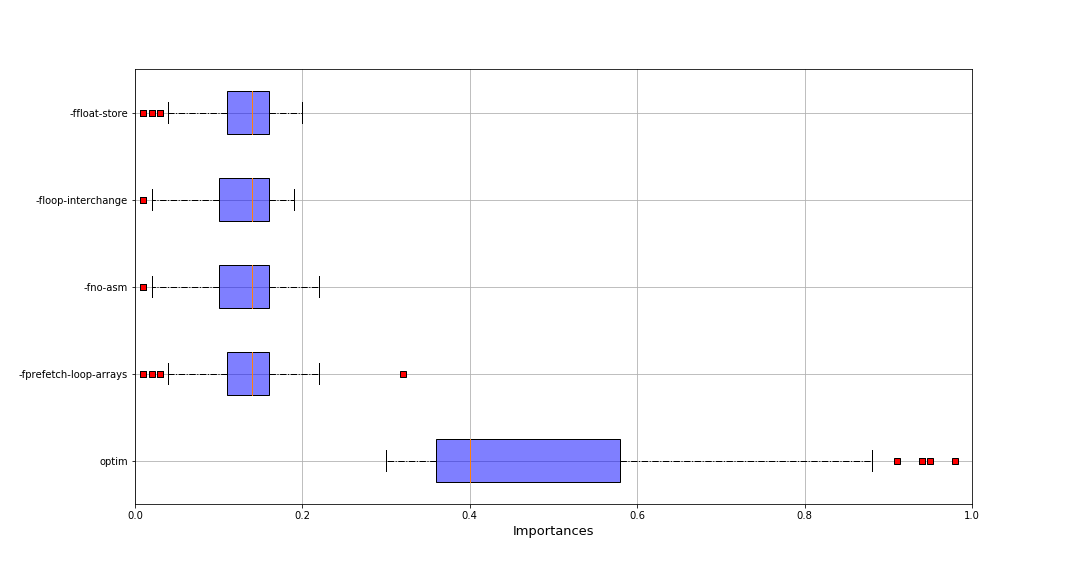 -ffloat-store
-floop-interchange
-fno-asm
-fprefetch-loop-arrays
optim
0.0 0.2 0.4 0.6 0.8 1.0
Importances